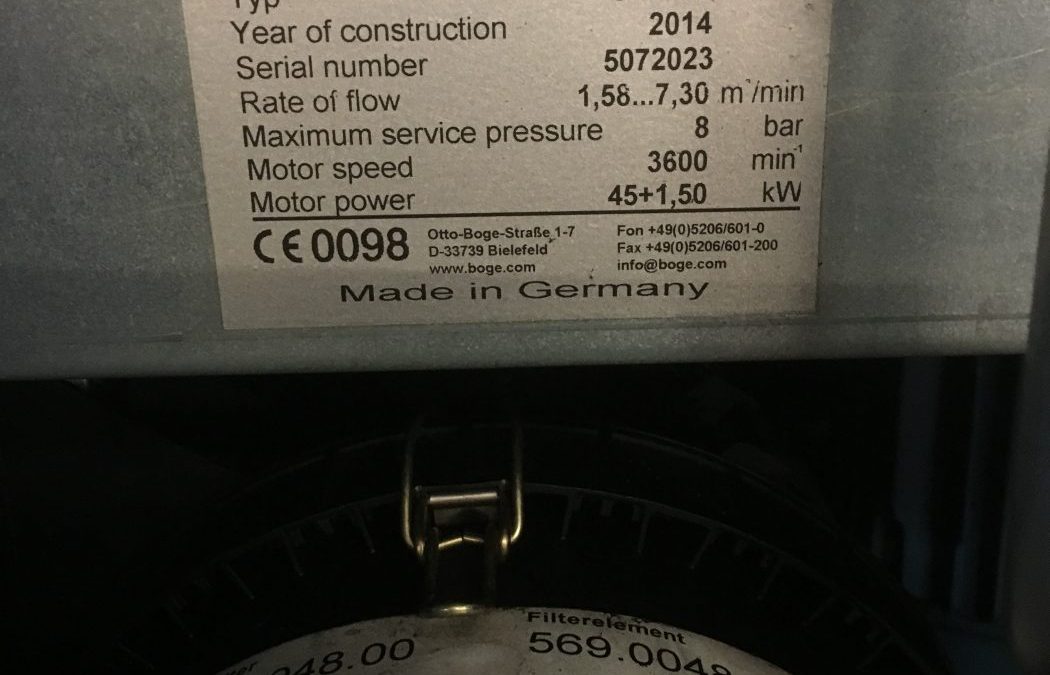 Typ
Year of construction 2014
Serial number 5072023
Rate of flow 1,58...7,30 m³/min
Maximum service pressure 8 bar
Motor speed 3600 min⁻¹
Motor power 45+1,50 kW
CE 0098
Otto-Boge-Straße 1-7
D-33739 Bielefeld
www.boge.com
Fon +49(0)5206/601-0
Fax +49(0)5206/601-200
info@boge.com
Made in Germany
Filterelement
048.00
569.0048